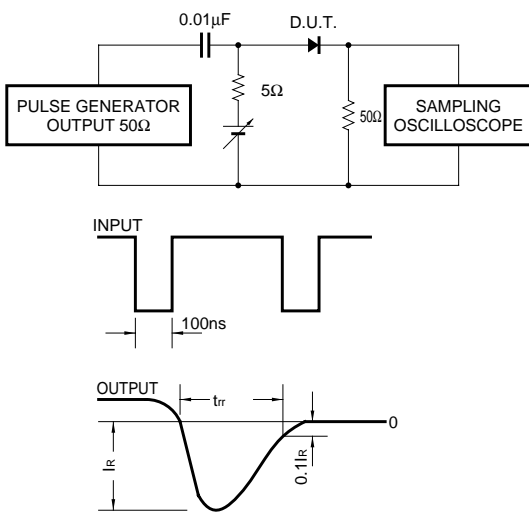 0.01μF
D.U.T.
5Ω
50Ω
PULSE GENERATOR
OUTPUT 50Ω
SAMPLING
OSCILLOSCOPE
INPUT
100ns
OUTPUT
trr
0
IR
0.1IR